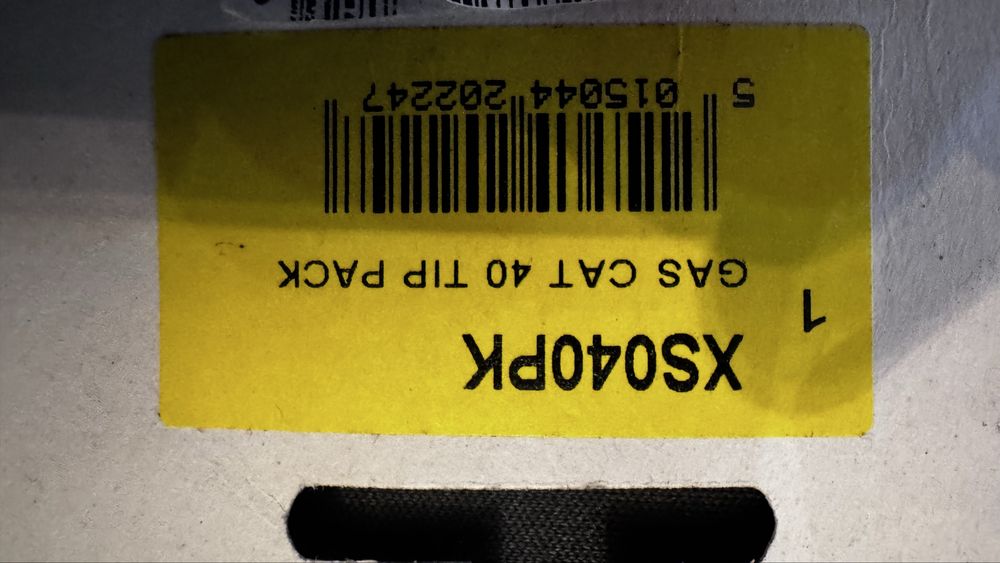 XS040PK
1
GAS CAT 40 TIP PACK
5 015044 202247